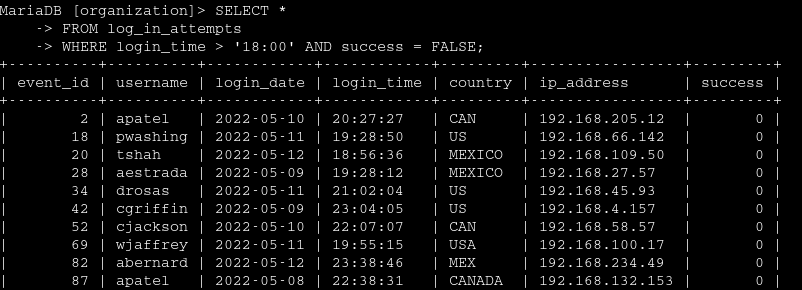 MariaDB [organization]> SELECT *
    -> FROM log_in_attempts
    -> WHERE login_time > '18:00' AND success = FALSE;
+----------+----------+------------+------------+---------+-----------------+---------+
| event_id | username | login_date | login_time | country | ip_address      | success |
+----------+----------+------------+------------+---------+-----------------+---------+
|        2 | apatel   | 2022-05-10 | 20:27:27   | CAN     | 192.168.205.12  |       0 |
|       18 | pwashing | 2022-05-11 | 19:28:50   | US      | 192.168.66.142  |       0 |
|       20 | tshah    | 2022-05-12 | 18:56:36   | MEXICO  | 192.168.109.50  |       0 |
|       28 | aestrada | 2022-05-09 | 19:28:12   | MEXICO  | 192.168.27.57   |       0 |
|       34 | drosas   | 2022-05-11 | 21:02:04   | US      | 192.168.45.93   |       0 |
|       42 | cgriffin | 2022-05-09 | 23:04:05   | US      | 192.168.4.157   |       0 |
|       52 | cjackson | 2022-05-10 | 22:07:07   | CAN     | 192.168.58.57   |       0 |
|       69 | wjaffrey | 2022-05-11 | 19:55:15   | USA     | 192.168.100.17  |       0 |
|       82 | abernard | 2022-05-12 | 23:38:46   | MEX     | 192.168.234.49  |       0 |
|       87 | apatel   | 2022-05-08 | 22:38:31   | CANADA  | 192.168.132.153 |       0 |